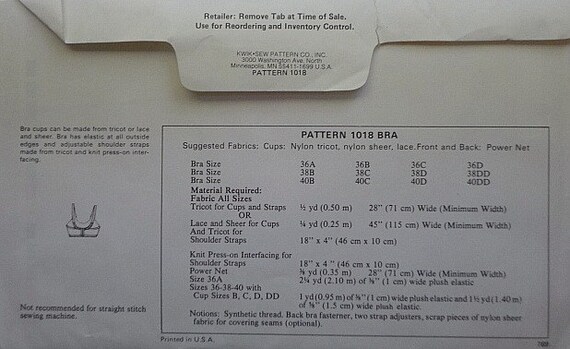 Retailer: Remove Tab at Time of Sale.
Use for Reordering and Inventory Control.
KWIK•SEW PATTERN CO., INC.
3000 Washington Ave. North
Minneapolis, MN 55411-1699 U.S.A.
PATTERN 1018
Bra cups can be made from tricot or lace
and sheer. Bra has elastic at all outside
edges and adjustable shoulder straps
made from tricot and knit press-on inter-
facing.
Not recommended for straight stitch
sewing machine.
PATTERN 1018 BRA
Suggested Fabrics: Cups: Nylon tricot, nylon sheer, lace.Front and Back: Power Net
Bra Size 36A 36B 36C 36D
Bra Size 38B 38C 38D 38DD
Bra Size 40B 40C 40D 40DD
Material Required:
Fabric All Sizes
Tricot for Cups and Straps ½ yd (0.50 m) 28" (71 cm) Wide (Minimum Width)
OR
Lace and Sheer for Cups ¼ yd (0.25 m) 45" (115 cm) Wide (Minimum Width)
And Tricot for
Shoulder Straps 18" x 4" (46 cm x 10 cm)
Knit Press-on Interfacing for
Shoulder Straps 18" x 4" (46 cm x 10 cm)
Power Net ⅜ yd (0.35 m) 28" (71 cm) Wide (Minimum Width)
Size 36A 2¼ yd (2.10 m) of ⅜" (1 cm) wide plush elastic
Sizes 36-38-40 with
Cup Sizes B, C, D, DD 1 yd (0.95 m) of ⅜" (1 cm) wide plush elastic and 1½ yd (1.40 m)
of ⅝" (1.5 cm) wide plush elastic.
Notions: Synthetic thread. Back bra fasterner, two strap adjusters, scrap pieces of nylon sheer
fabric for covering seams (optional).
Printed in U.S.A.